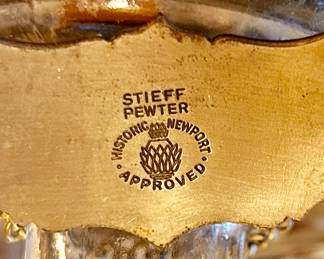 STIEFF
PEWTER
HISTORIC NEWPORT
APPROVED